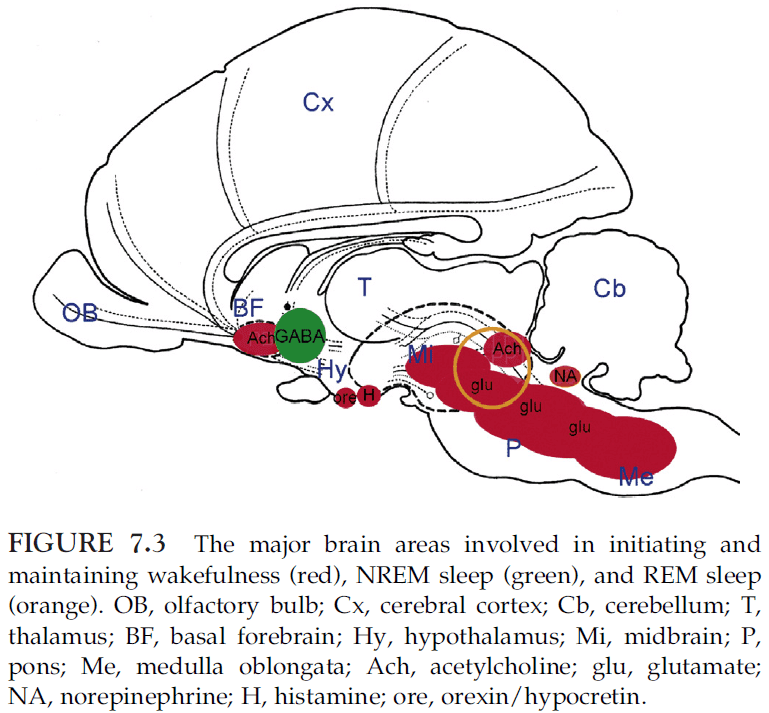 Cx
OB
BF
T
Cb
Ach
GABA
Hy
Mi
Ach
NA
ore
H
glu
glu
glu
P
Me
FIGURE 7.3 The major brain areas involved in initiating and
maintaining wakefulness (red), NREM sleep (green), and REM sleep
(orange). OB, olfactory bulb; Cx, cerebral cortex; Cb, cerebellum; T,
thalamus; BF, basal forebrain; Hy, hypothalamus; Mi, midbrain; P,
pons; Me, medulla oblongata; Ach, acetylcholine; glu, glutamate;
NA, norepinephrine; H, histamine; ore, orexin/hypocretin.